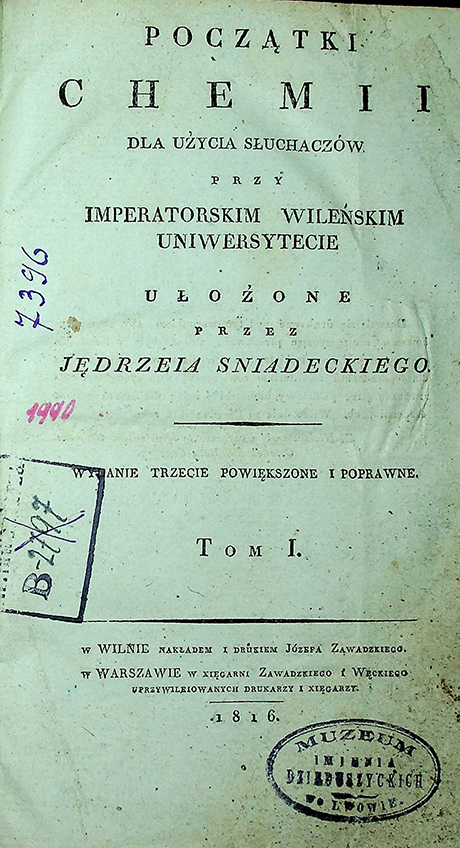 POCZĄTKI
CHEMII
DLA UŻYCIA SŁUCHACZÓW
PRZY
IMPERATORSKIM WILEŃSKIM
UNIWERSYTECIE
UŁOŻONE
PRZEZ
JĘDRZEIA SNIADECKIEGO.
7396
1990
WYDANIE TRZECIE POWIĘKSZONE I POPRAWNE.
B-2797
TOM I.
W WILNIE NAKŁADEM I DRUKIEM JÓZEFA ZAWADZKIEGO.
W WARSZAWIE W XIĘGARNI ZAWADZKIEGO I WĘCKIEGO
UPRZYWILEIOWANYCH DRUKARZY I XIĘGARZY.
1816.
MUZEUM
IMIENIA
DZIEDUSZYCKICH
WE LWOWIE.